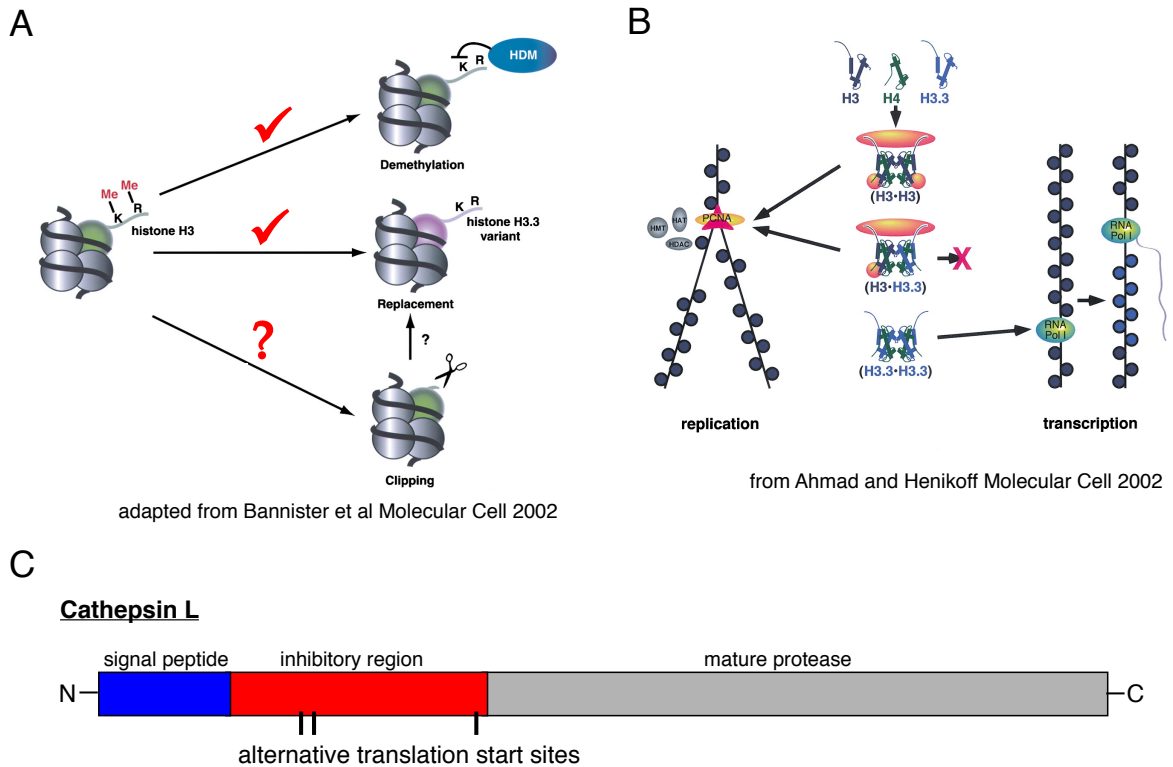 A
HDM
K R
Demethylation
Me Me
K R
histone H3
K R
histone H3.3
variant
Replacement
?
?
Clipping
adapted from Bannister et al Molecular Cell 2002
B
H3 H4 H3.3
(H3·H3)
PCNA
HMT HAT
HDAC
X
(H3·H3.3)
RNA
Pol I
RNA
Pol I
(H3.3·H3.3)
replication
transcription
from Ahmad and Henikoff Molecular Cell 2002
C
Cathepsin L
signal peptide inhibitory region mature protease
N C
alternative translation start sites